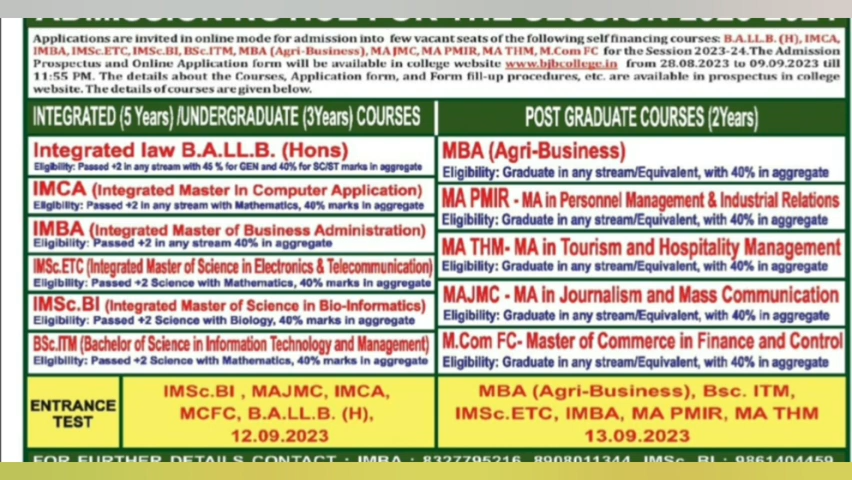 ADMISSION NOTICE FOR THE SESSION 2023-2024
Applications are invited in online mode for admission into few vacant seats of the following self financing courses: B.A.LL.B. (H), IMCA,
IMBA, IMSc.ETC, IMSc.BI, BSc.ITM, MBA (Agri-Business), MA JMC, MA PMIR, MA THM, M.Com FC for the Session 2023-24.The Admission
Prospectus and Online Application form will be available in college website www.bjbcollege.in from 28.08.2023 to 09.09.2023 till
11:55 PM. The details about the Courses, Application form, and Form fill-up procedures, etc. are available in prospectus in college
website. The details of courses are given below.
INTEGRATED (5 Years) /UNDERGRADUATE (3Years) COURSES
Integrated law B.A.LL.B. (Hons)
Eligibility: Passed +2 in any stream with 45 % for GEN and 40% for SC/ST marks in aggregate
IMCA (Integrated Master In Computer Application)
Eligibility: Passed +2 in any stream with Mathematics, 40% marks in aggregate
IMBA (Integrated Master of Business Administration)
Eligibility: Passed +2 in any stream 40% in aggregate
IMSc.ETC (Integrated Master of Science in Electronics & Telecommunication)
Eligibility: Passed +2 Science with Mathematics, 40% marks in aggregate
IMSc.BI (Integrated Master of Science in Bio-Informatics)
Eligibility: Passed +2 Science with Biology, 40% marks in aggregate
BSc.ITM (Bachelor of Science in Information Technology and Management)
Eligibility: Passed +2 Science with Mathematics, 40% marks in aggregate
POST GRADUATE COURSES (2Years)
MBA (Agri-Business)
Eligibility: Graduate in any stream/Equivalent, with 40% in aggregate
MA PMIR - MA in Personnel Management & Industrial Relations
Eligibility: Graduate in any stream/Equivalent, with 40% in aggregate
MA THM- MA in Tourism and Hospitality Management
Eligibility: Graduate in any stream/Equivalent, with 40% in aggregate
MAJMC - MA in Journalism and Mass Communication
Eligibility: Graduate in any stream/Equivalent, with 40% in aggregate
M.Com FC- Master of Commerce in Finance and Control
Eligibility: Graduate in any stream/Equivalent, with 40% in aggregate
ENTRANCE
TEST
IMSc.BI , MAJMC, IMCA,
MCFC, B.A.LL.B. (H),
12.09.2023
MBA (Agri-Business), Bsc. ITM,
IMSc.ETC, IMBA, MA PMIR, MA THM
13.09.2023
FOR FURTHER DETAILS CONTACT : IMBA : 8327795216, 8908011344, IMSc. BI : 9861404459,